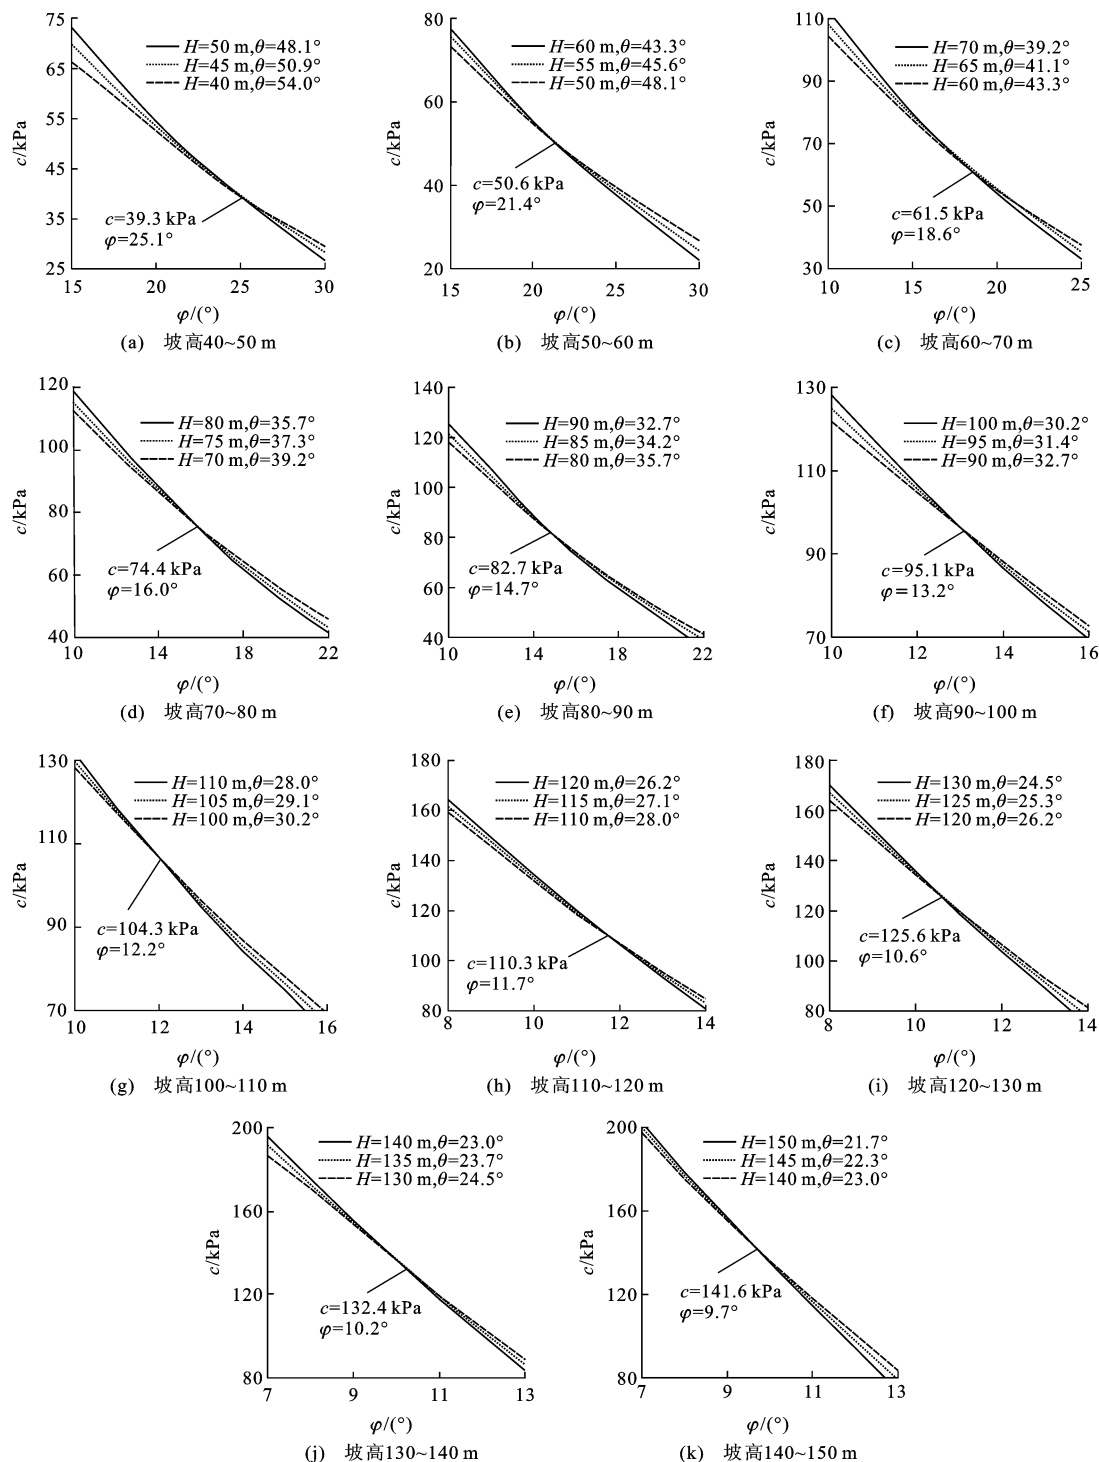 75
65
55
45
35
25
15
20
25
30
c/kPa
H=50 m,θ=48.1°
H=45 m,θ=50.9°
H=40 m,θ=54.0°
c=39.3 kPa
φ=25.1°
φ/(°)
(a) 坡高40~50 m
80
60
40
20
15
20
25
30
c/kPa
H=60 m,θ=43.3°
H=55 m,θ=45.6°
H=50 m,θ=48.1°
c=50.6 kPa
φ=21.4°
φ/(°)
(b) 坡高50~60 m
110
90
70
50
30
10
15
20
25
c/kPa
H=70 m,θ=39.2°
H=65 m,θ=41.1°
H=60 m,θ=43.3°
c=61.5 kPa
φ=18.6°
φ/(°)
(c) 坡高60~70 m
120
100
80
60
40
10
14
18
22
c/kPa
H=80 m,θ=35.7°
H=75 m,θ=37.3°
H=70 m,θ=39.2°
c=74.4 kPa
φ=16.0°
φ/(°)
(d) 坡高70~80 m
140
120
100
80
60
40
10
14
18
22
c/kPa
H=90 m,θ=32.7°
H=85 m,θ=34.2°
H=80 m,θ=35.7°
c=82.7 kPa
φ=14.7°
φ/(°)
(e) 坡高80~90 m
130
110
90
70
10
12
14
16
c/kPa
H=100 m,θ=30.2°
H=95 m,θ=31.4°
H=90 m,θ=32.7°
c=95.1 kPa
φ=13.2°
φ/(°)
(f) 坡高90~100 m
130
110
90
70
10
12
14
16
c/kPa
H=110 m,θ=28.0°
H=105 m,θ=29.1°
H=100 m,θ=30.2°
c=104.3 kPa
φ=12.2°
φ/(°)
(g) 坡高100~110 m
180
160
140
120
100
80
8
10
12
14
c/kPa
H=120 m,θ=26.2°
H=115 m,θ=27.1°
H=110 m,θ=28.0°
c=110.3 kPa
φ=11.7°
φ/(°)
(h) 坡高110~120 m
180
160
140
120
100
80
8
10
12
14
c/kPa
H=130 m,θ=24.5°
H=125 m,θ=25.3°
H=120 m,θ=26.2°
c=125.6 kPa
φ=10.6°
φ/(°)
(i) 坡高120~130 m
200
160
120
80
7
9
11
13
c/kPa
H=140 m,θ=23.0°
H=135 m,θ=23.7°
H=130 m,θ=24.5°
c=132.4 kPa
φ=10.2°
φ/(°)
(j) 坡高130~140 m
200
160
120
80
7
9
11
13
c/kPa
H=150 m,θ=21.7°
H=145 m,θ=22.3°
H=140 m,θ=23.0°
c=141.6 kPa
φ=9.7°
φ/(°)
(k) 坡高140~150 m